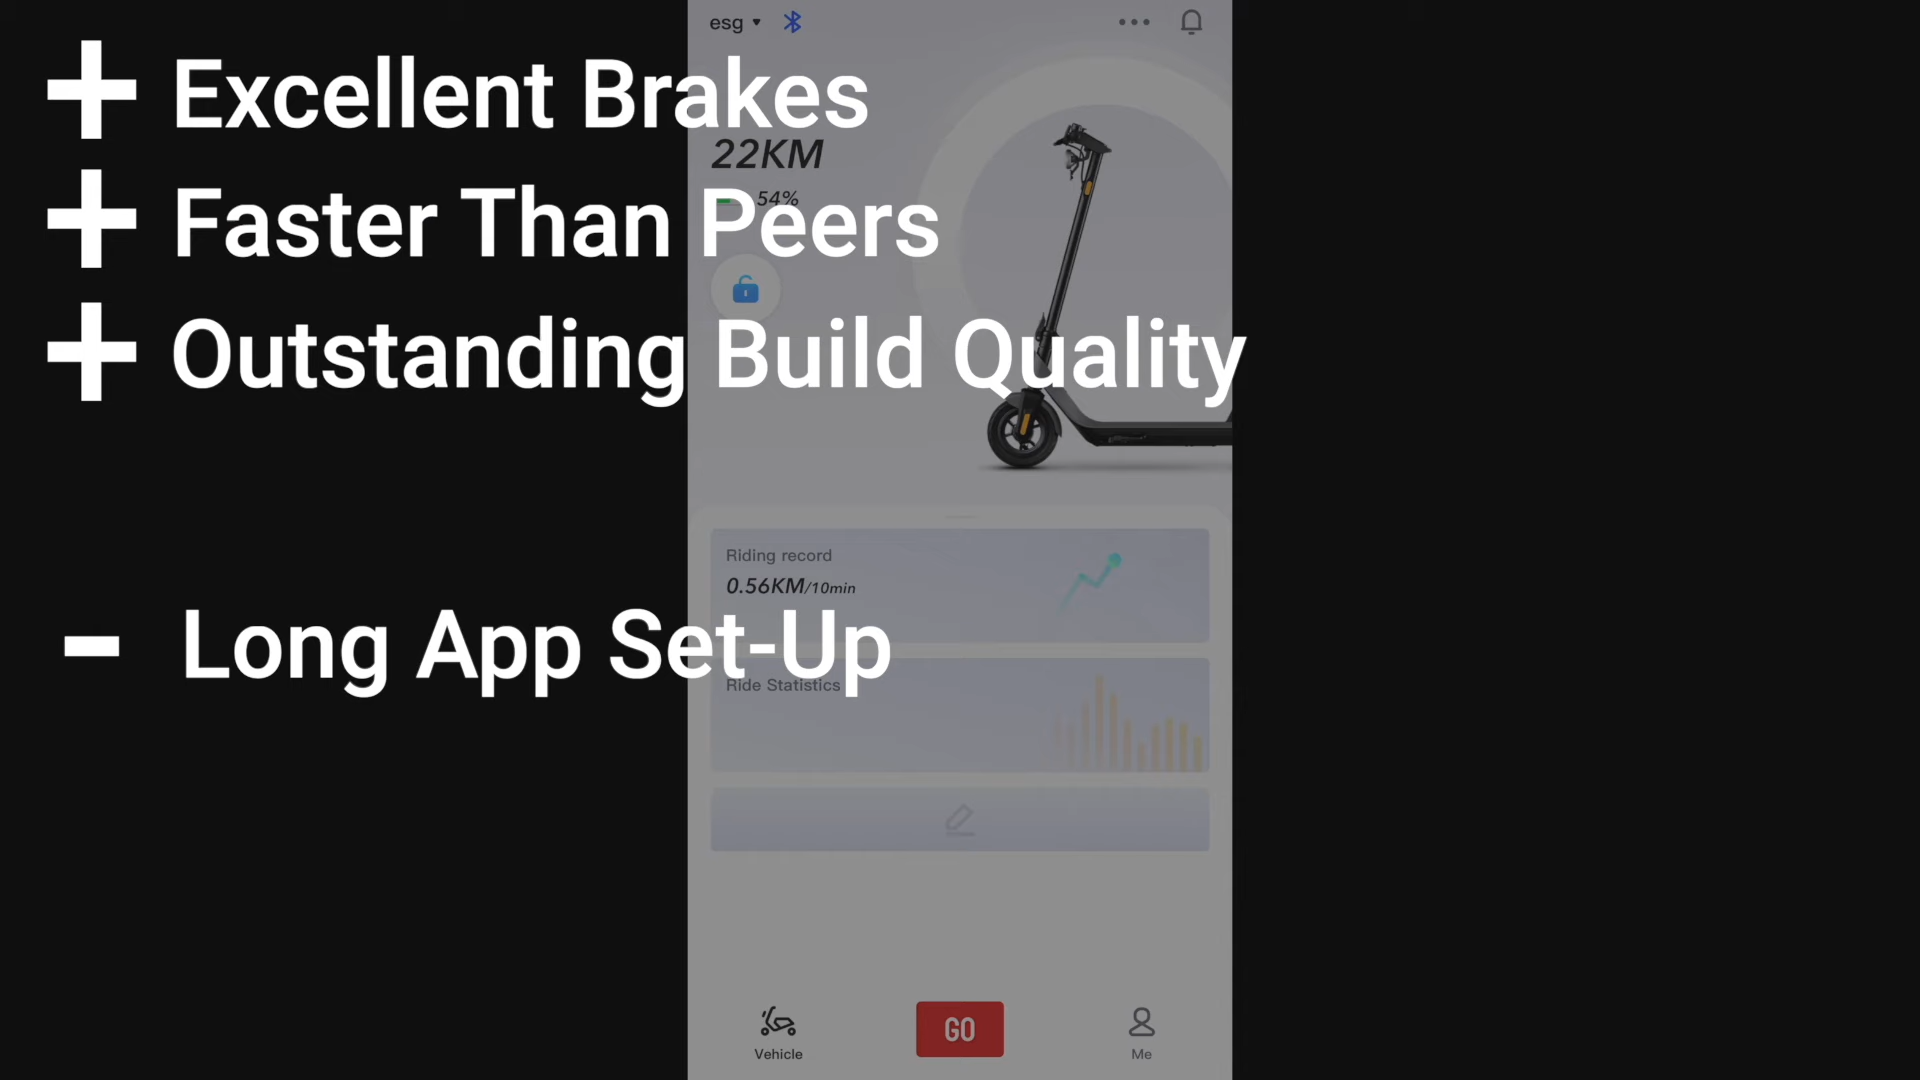 esg
+ Excellent Brakes
22KM
54%
+ Faster Than Peers
+ Outstanding Build Quality
Riding record
0.56KM/10min
- Long App Set-Up
Ride Statistics
GO
Vehicle
Me